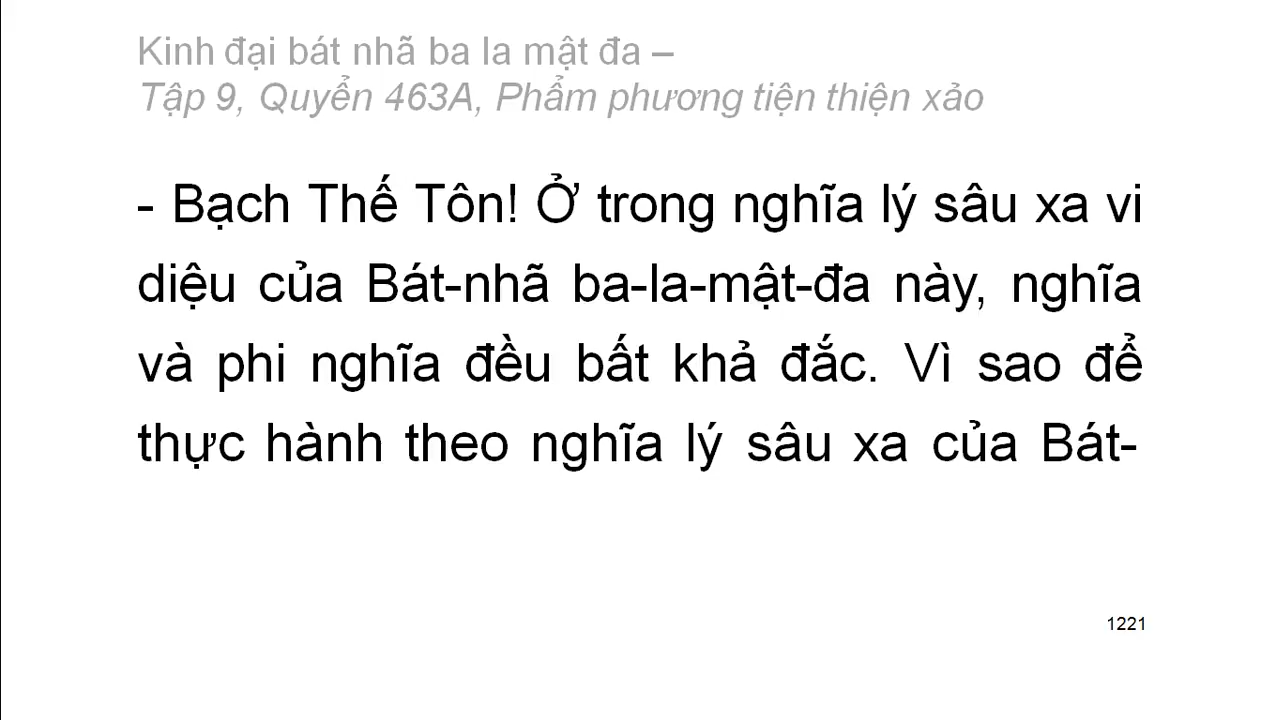 Kinh đại bát nhã ba la mật đa –
Tập 9, Quyển 463A, Phẩm phương tiện thiện xảo
- Bạch Thế Tôn! Ở trong nghĩa lý sâu xa vi
diệu của Bát-nhã ba-la-mật-đa này, nghĩa
và phi nghĩa đều bất khả đắc. Vì sao để
thực hành theo nghĩa lý sâu xa của Bát-
1221